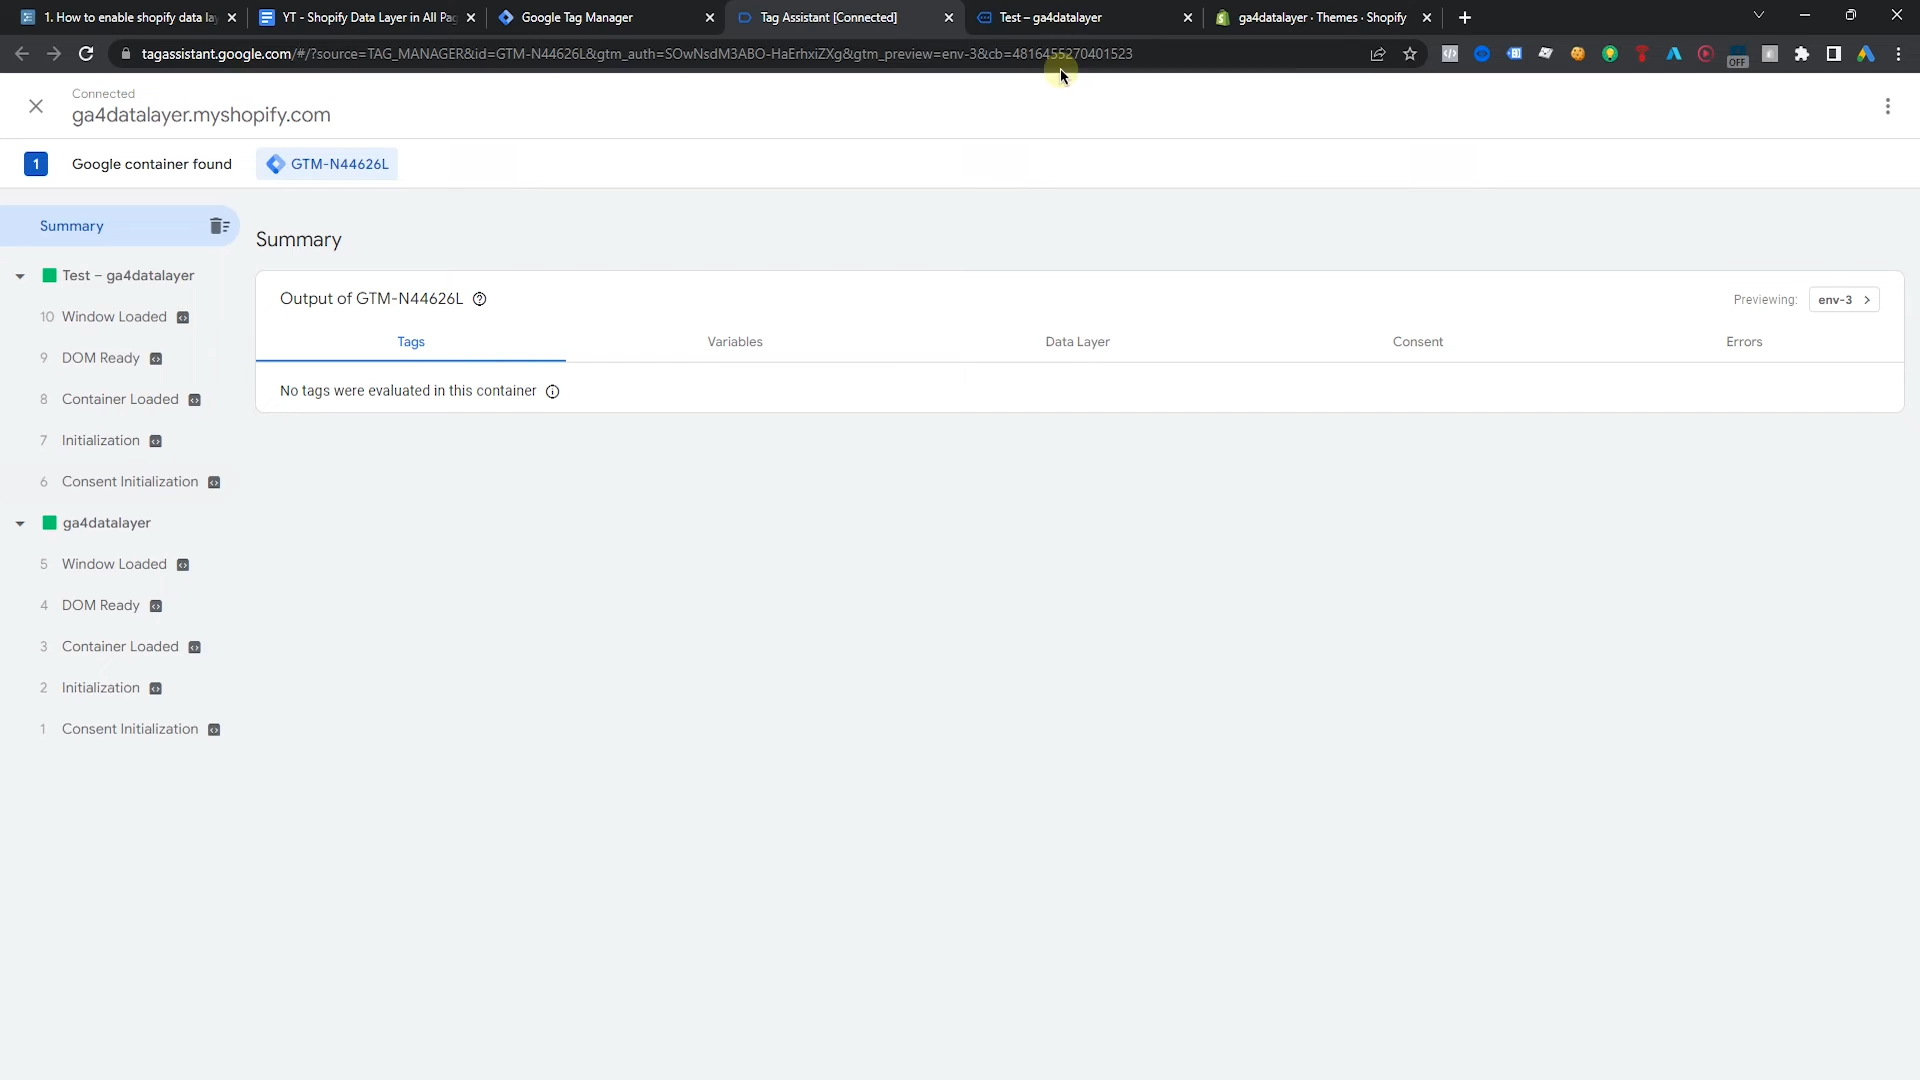 1. How to enable shopify data la
YT - Shopify Data Layer in All Pag
Google Tag Manager
Tag Assistant [Connected]
Test – ga4datalayer
ga4datalayer · Themes · Shopify
tagassistant.google.com/#/?source=TAG_MANAGER&id=GTM-N44626L&gtm_auth=SOwNsdM3ABO-HaErhxiZXg&gtm_preview=env-3&cb=4816455270401523
OFF
Connected
ga4datalayer.myshopify.com
1 Google container found GTM-N44626L
Summary
Test – ga4datalayer
10 Window Loaded
9 DOM Ready
8 Container Loaded
7 Initialization
6 Consent Initialization
ga4datalayer
5 Window Loaded
4 DOM Ready
3 Container Loaded
2 Initialization
1 Consent Initialization
Summary
Output of GTM-N44626L
Previewing: env-3
Tags Variables Data Layer Consent Errors
No tags were evaluated in this container